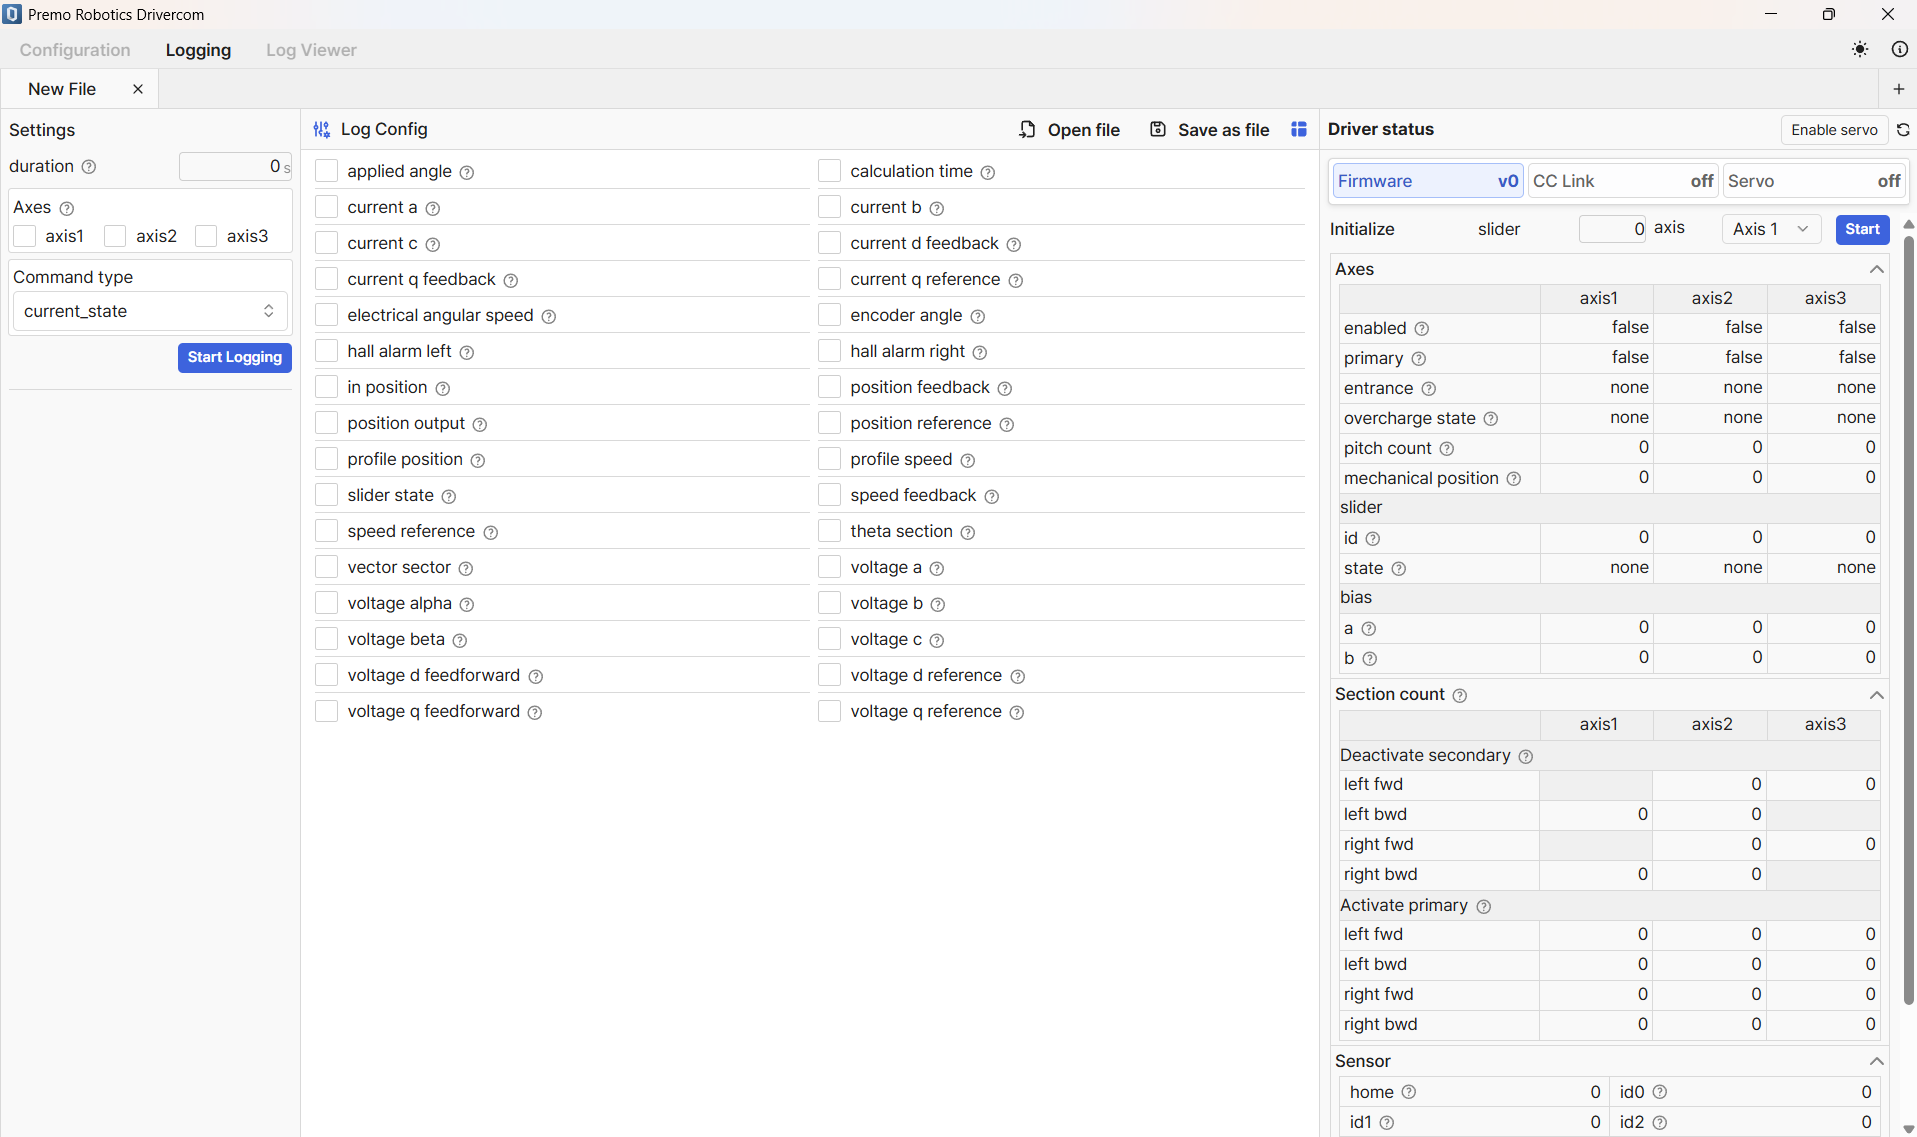 Premo Robotics Drivercom
Configuration Logging Log Viewer
New File
Settings
duration 0 s
Axes
axis1 axis2 axis3
Command type
current_state
Start Logging
Log Config Open file Save as file
applied angle calculation time
current a current b
current c current d feedback
current q feedback current q reference
electrical angular speed encoder angle
hall alarm left hall alarm right
in position position feedback
position output position reference
profile position profile speed
slider state speed feedback
speed reference theta section
vector sector voltage a
voltage alpha voltage b
voltage beta voltage c
voltage d feedforward voltage d reference
voltage q feedforward voltage q reference
Driver status Enable servo
Firmware v0 CC Link off Servo off
Initialize slider 0 axis Axis 1 Start
Axes
axis1 axis2 axis3
enabled false false false
primary false false false
entrance none none none
overcharge state none none none
pitch count 0 0 0
mechanical position 0 0 0
slider
id 0 0 0
state none none none
bias
a 0 0 0
b 0 0 0
Section count
axis1 axis2 axis3
Deactivate secondary
left fwd 0 0
left bwd 0 0
right fwd 0 0
right bwd 0 0
Activate primary
left fwd 0 0 0
left bwd 0 0 0
right fwd 0 0 0
right bwd 0 0 0
Sensor
home 0 id0 0
id1 0 id2 0